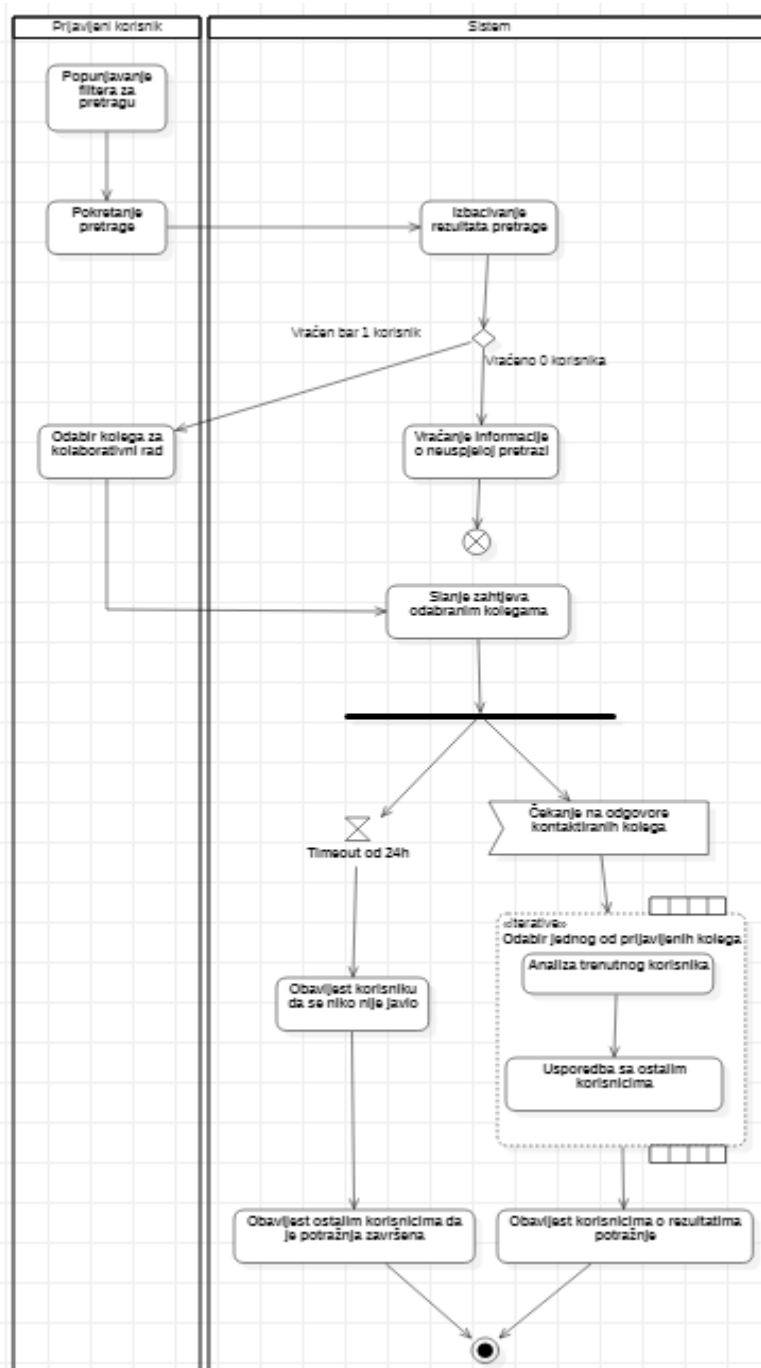 Prijavljeni korisnik
Sistem
Popunjavanje
filtera za
pretragu
Pokretanje
pretrage
Izbacivanje
rezultata pretrage
Vraćen bar 1 korisnik
Vraćeno 0 korisnika
Odabir kolega za
kolaborativni rad
Vraćanje informacije
o neuspjeloj pretrazi
Slanje zahtjeva
odabranim kolegama
Čekanje na odgovore
kontaktiranih kolega
Timeout od 24h
«iterative»
Odabir jednog od prijavljenih kolega
Analiza trenutnog korisnika
Obavijest korisniku
da se niko nije javio
Usporedba sa ostalim
korisnicima
Obavijest ostalim korisnicima da
je potražnja završena
Obavijest korisnicima o rezultatima
potražnje